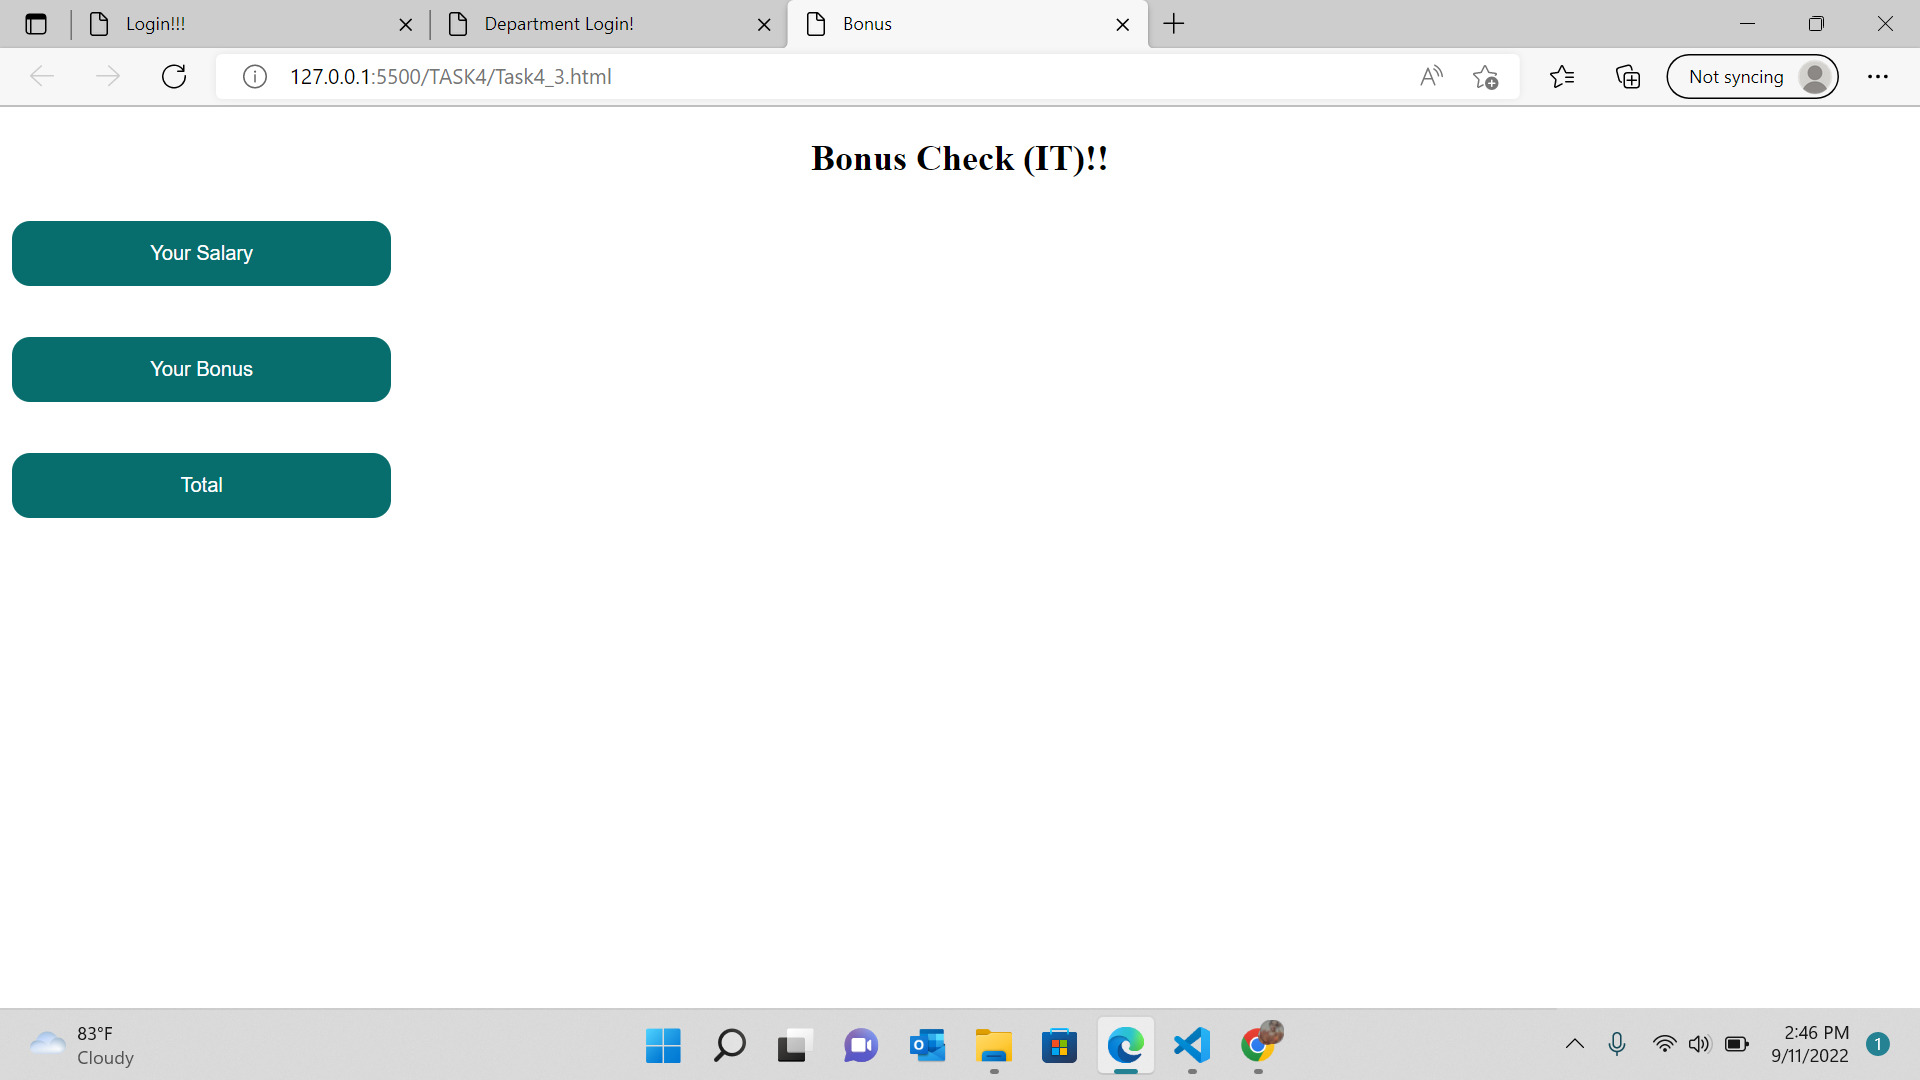 Login!!!
Department Login!
Bonus
127.0.0.1:5500/TASK4/Task4_3.html
Not syncing
Bonus Check (IT)!!
Your Salary
Your Bonus
Total
83°F
Cloudy
2:46 PM
9/11/2022
1